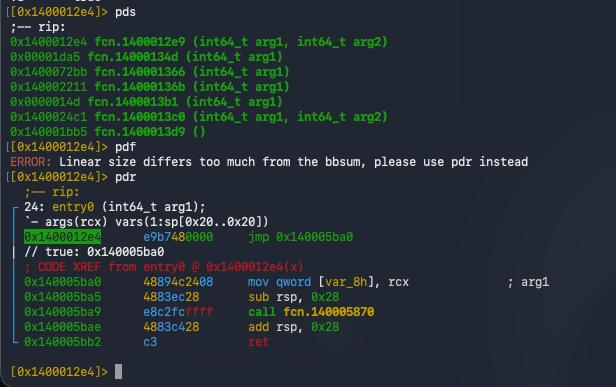 [[0x1400012e4]> pds
;-- rip:
0x1400012e4 fcn.1400012e9 (int64_t arg1, int64_t arg2)
0x00001da5 fcn.14000134d (int64_t arg1)
0x1400072bb fcn.140001366 (int64_t arg1)
0x140002211 fcn.14000136b (int64_t arg1)
0x0000014d fcn.1400013b1 (int64_t arg1)
0x1400024c1 fcn.1400013c0 (int64_t arg1, int64_t arg2)
0x140001bb5 fcn.1400013d9 ()
[[0x1400012e4]> pdf
ERROR: Linear size differs too much from the bbsum, please use pdr instead
[[0x1400012e4]> pdr
;-- rip:
┌ 24: entry0 (int64_t arg1);
│ `- args(rcx) vars(1:sp[0x20..0x20])
│ 0x1400012e4 e9b7480000 jmp 0x140005ba0
| // true: 0x140005ba0
│ ; CODE XREF from entry0 @ 0x1400012e4(x)
│ 0x140005ba0 48894c2408 mov qword [var_8h], rcx ; arg1
│ 0x140005ba5 4883ec28 sub rsp, 0x28
│ 0x140005ba9 e8c2fcffff call fcn.140005870
│ 0x140005bae 4883c428 add rsp, 0x28
└ 0x140005bb2 c3 ret
[0x1400012e4]>